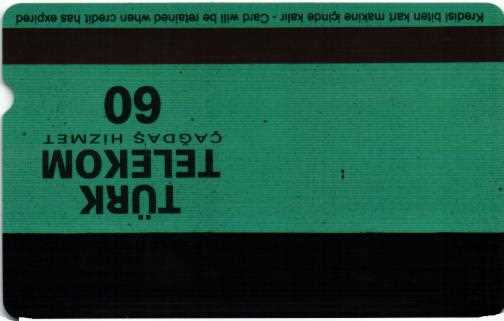 TÜRK
TELEKOM
ÇAĞDAŞ HİZMET
60
Kredisi biten kart makine içinde kalır - Card will be retained when credit has expired